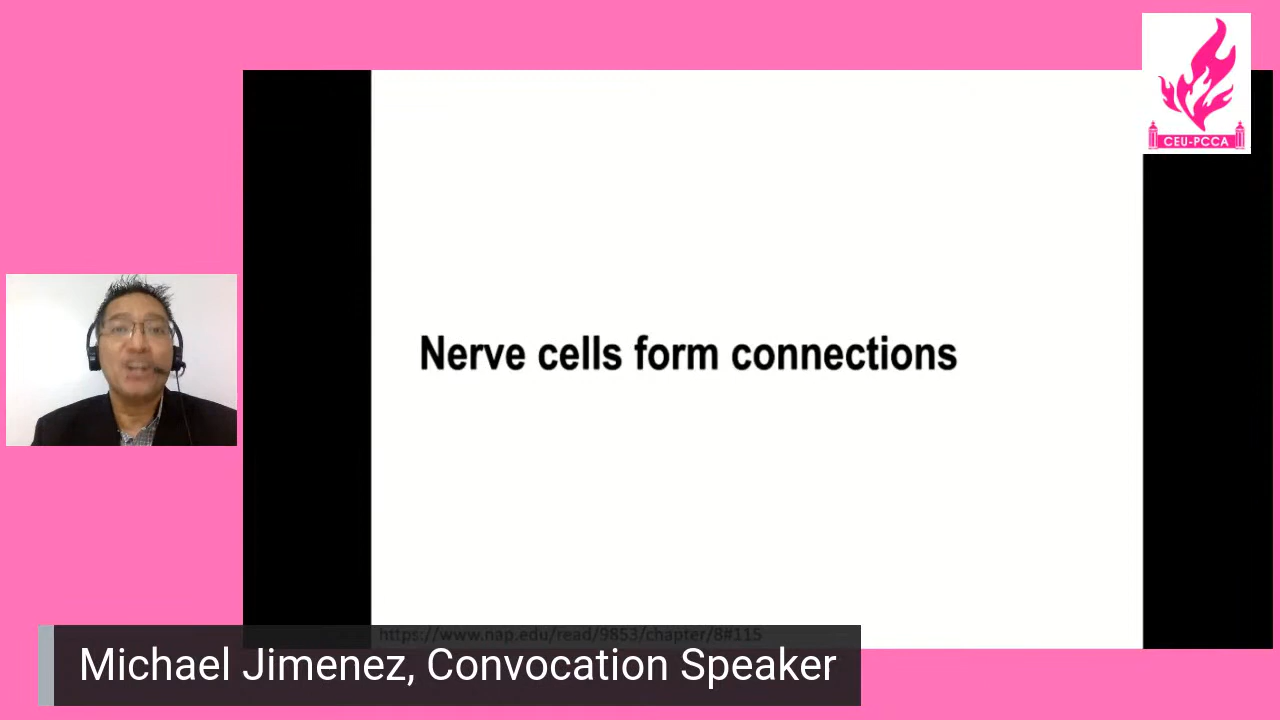 CEU-PCCA
Nerve cells form connections
https://www.nap.edu/read/9853/chapter/8#115
Michael Jimenez, Convocation Speaker